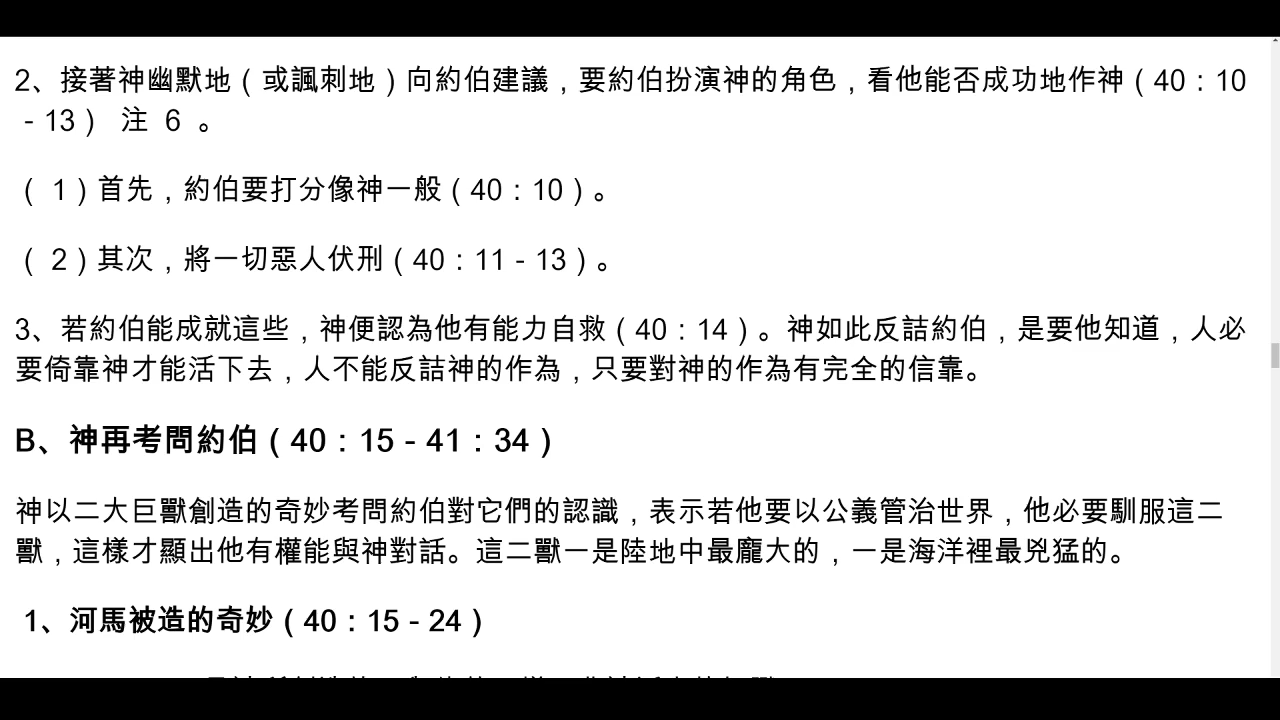 2、接著神幽默地（或諷刺地）向約伯建議，要約伯扮演神的角色，看他能否成功地作神（40：10
－13） 注 6 。
（ 1）首先，約伯要打分像神一般（40：10）。
（ 2）其次，將一切惡人伏刑（40：11－13）。
3、若約伯能成就這些，神便認為他有能力自救（40：14）。神如此反詰約伯，是要他知道，人必
要倚靠神才能活下去，人不能反詰神的作為，只要對神的作為有完全的信靠。
B、神再考問約伯（40：15－41：34）
神以二大巨獸創造的奇妙考問約伯對它們的認識，表示若他要以公義管治世界，他必要馴服這二
獸，這樣才顯出他有權能與神對話。這二獸一是陸地中最龐大的，一是海洋裡最兇猛的。
1、河馬被造的奇妙（40：15－24）